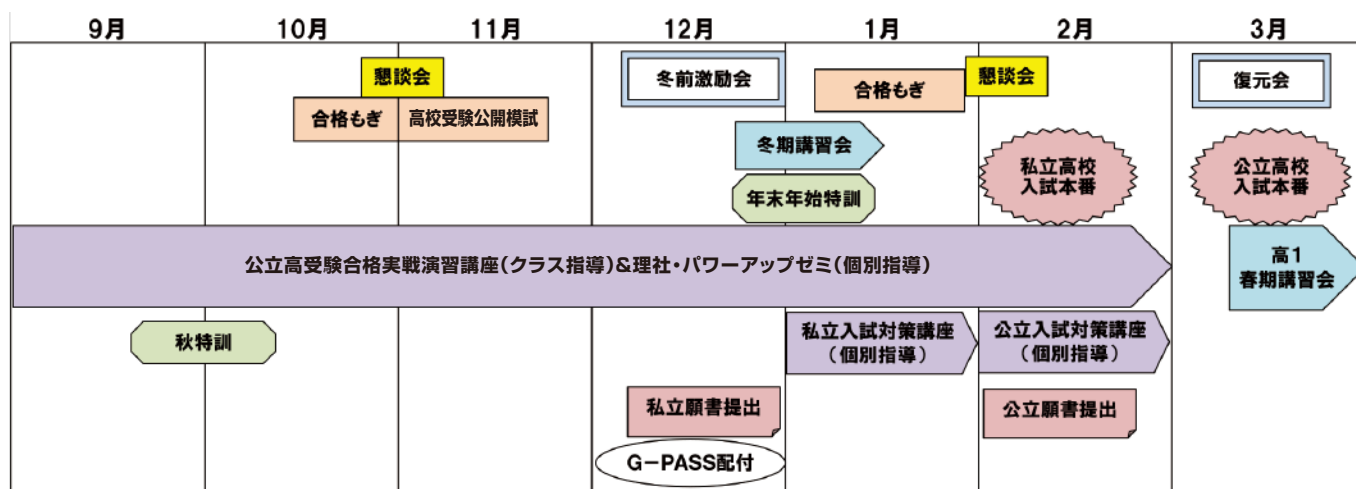 9月
10月
11月
12月
1月
2月
3月
懇談会
冬前激励会
合格もぎ
懇談会
復元会
合格もぎ
高校受験公開模試
冬期講習会
私立高校
入試本番
公立高校
入試本番
年末年始特訓
公立高受験合格実戦演習講座(クラス指導)&理社・パワーアップゼミ(個別指導)
高1
春期講習会
秋特訓
私立入試対策講座
(個別指導)
公立入試対策講座
(個別指導)
私立願書提出
公立願書提出
G-PASS配付